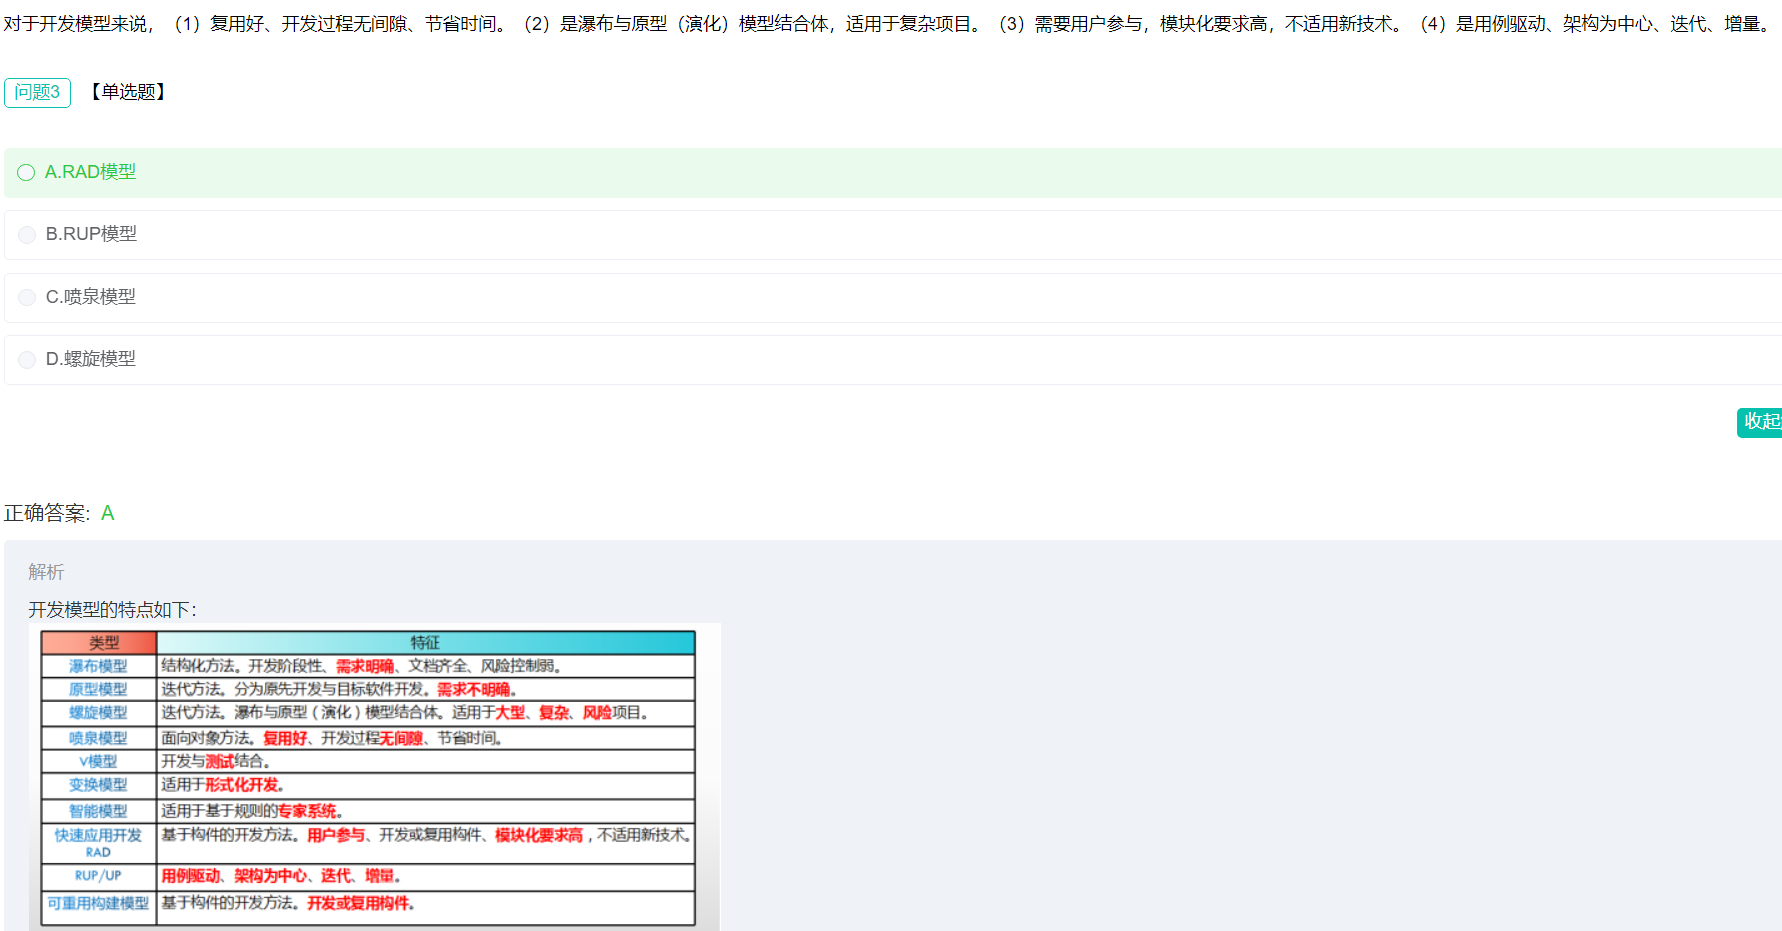 对于开发模型来说，（1）复用好、开发过程无间隙、节省时间。（2）是瀑布与原型（演化）模型结合体，适用于复杂项目。（3）需要用户参与，模块化要求高，不适用新技术。（4）是用例驱动、架构为中心、迭代、增量。
问题3 【单选题】
A.RAD模型
B.RUP模型
C.喷泉模型
D.螺旋模型
收起
正确答案: A
解析
开发模型的特点如下：
类型 特征
瀑布模型 结构化方法。开发阶段性、需求明确、文档齐全、风险控制弱。
原型模型 迭代方法。分为原先开发与目标软件开发。需求不明确。
螺旋模型 迭代方法。瀑布与原型（演化）模型结合体。适用于大型、复杂、风险项目。
喷泉模型 面向对象方法。复用好、开发过程无间隙、节省时间。
V模型 开发与测试结合。
变换模型 适用于形式化开发。
智能模型 适用于基于规则的专家系统。
快速应用开发 基于构件的开发方法。用户参与、开发或复用构件、模块化要求高，不适用新技术。
RAD
RUP/UP 用例驱动、架构为中心、迭代、增量。
可重用构建模型 基于构件的开发方法。开发或复用构件。